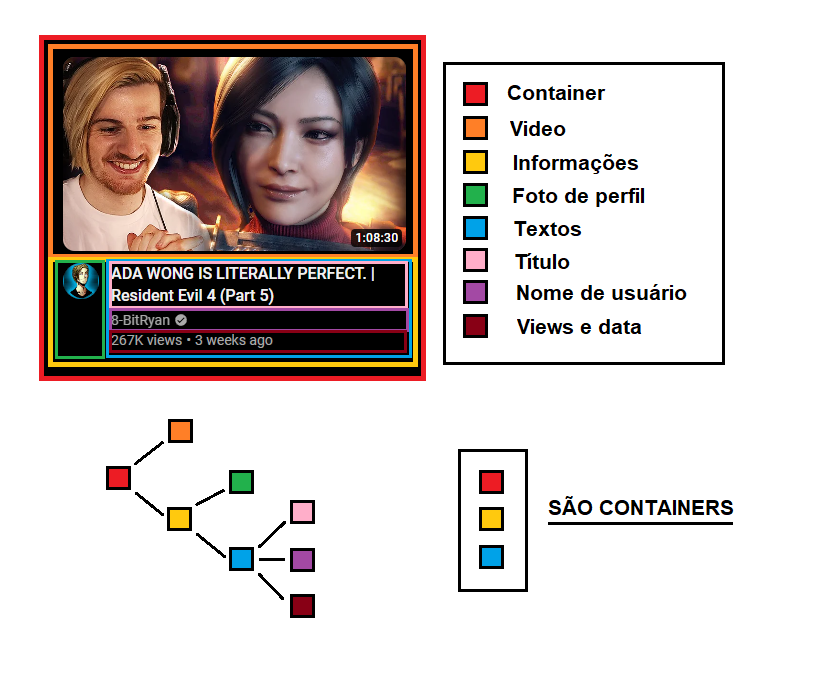 1:08:30
ADA WONG IS LITERALLY PERFECT. |
Resident Evil 4 (Part 5)
8-BitRyan
267K views • 3 weeks ago
Container
Video
Informações
Foto de perfil
Textos
Título
Nome de usuário
Views e data
SÃO CONTAINERS